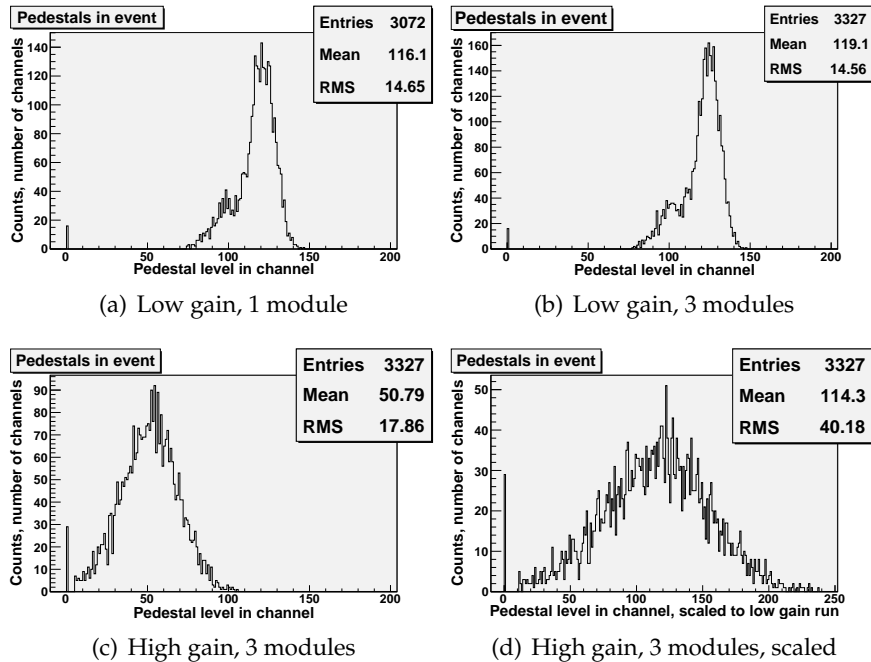 Pedestals in event
Entries 3072
Mean 116.1
RMS 14.65
Counts, number of channels
140
120
100
80
60
40
20
0
0 50 100 150 200
Pedestal level in channel
(a) Low gain, 1 module
Pedestals in event
Entries 3327
Mean 119.1
RMS 14.56
Counts, number of channels
160
140
120
100
80
60
40
20
0
0 50 100 150 200
Pedestal level in channel
(b) Low gain, 3 modules
Pedestals in event
Entries 3327
Mean 50.79
RMS 17.86
Counts, number of channels
90
80
70
60
50
40
30
20
10
0
0 50 100 150 200
Pedestal level in channel
(c) High gain, 3 modules
Pedestals in event
Entries 3327
Mean 114.3
RMS 40.18
Counts, number of channels
50
40
30
20
10
0
0 50 100 150 200 250
Pedestal level in channel, scaled to low gain run
(d) High gain, 3 modules, scaled